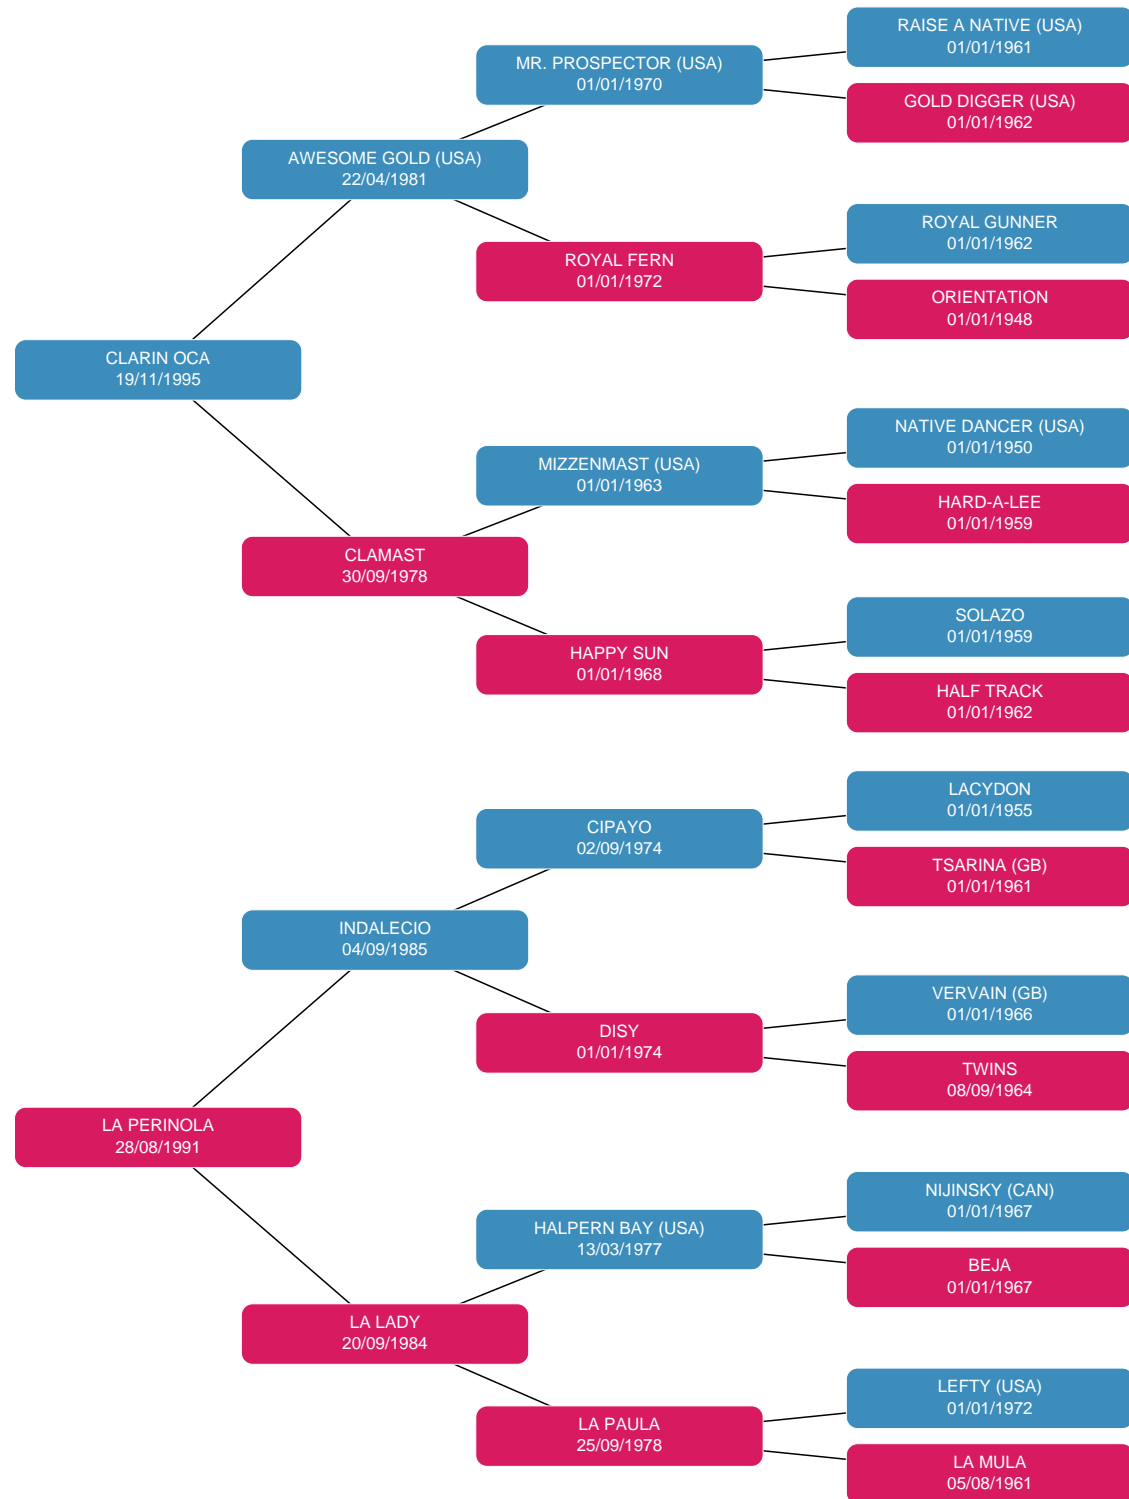 RAISE A NATIVE (USA)
01/01/1961
MR. PROSPECTOR (USA)
01/01/1970
GOLD DIGGER (USA)
01/01/1962
AWESOME GOLD (USA)
22/04/1981
ROYAL GUNNER
01/01/1962
ROYAL FERN
01/01/1972
ORIENTATION
01/01/1948
CLARIN OCA
19/11/1995
NATIVE DANCER (USA)
01/01/1950
MIZZENMAST (USA)
01/01/1963
HARD-A-LEE
01/01/1959
CLAMAST
30/09/1978
SOLAZO
01/01/1959
HAPPY SUN
01/01/1968
HALF TRACK
01/01/1962
LACYDON
01/01/1955
CIPAYO
02/09/1974
TSARINA (GB)
01/01/1961
INDALECIO
04/09/1985
VERVAIN (GB)
01/01/1966
DISY
01/01/1974
TWINS
08/09/1964
LA PERINOLA
28/08/1991
NIJINSKY (CAN)
01/01/1967
HALPERN BAY (USA)
13/03/1977
BEJA
01/01/1967
LA LADY
20/09/1984
LEFTY (USA)
01/01/1972
LA PAULA
25/09/1978
LA MULA
05/08/1961